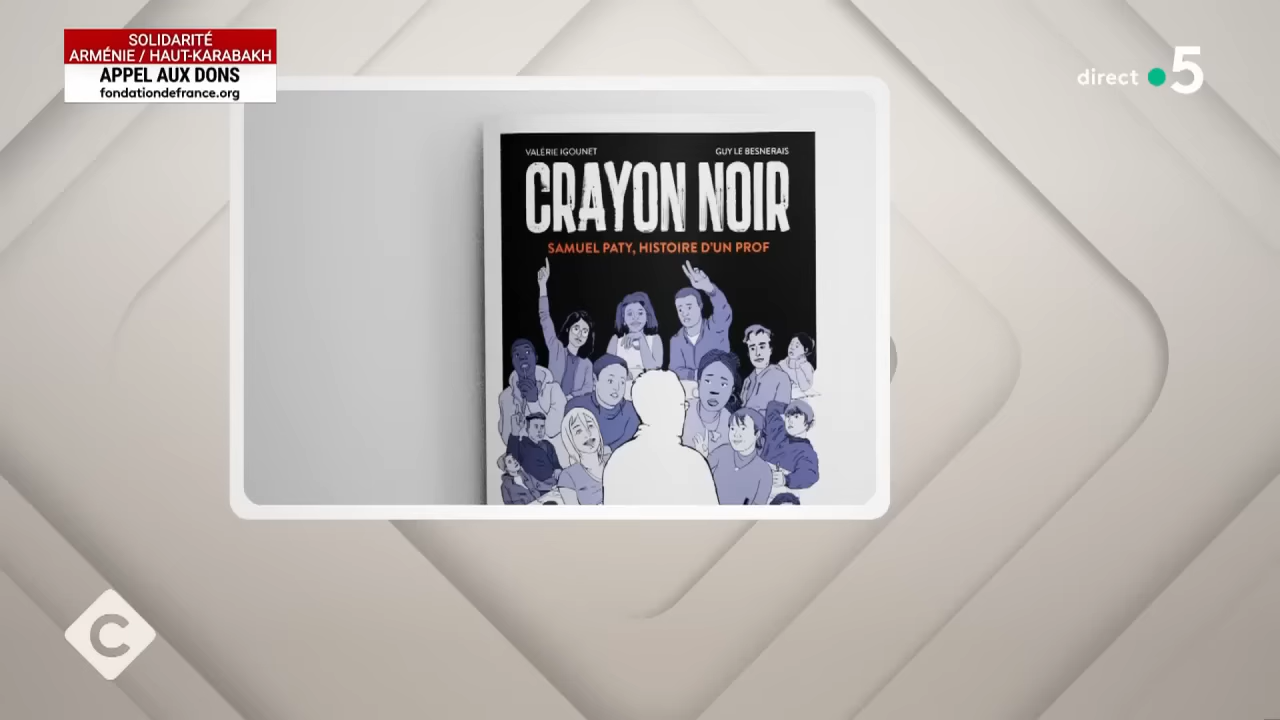 SOLIDARITÉ
ARMÉNIE / HAUT-KARABAKH
APPEL AUX DONS
fondationdefrance.org
direct 5
VALÉRIE IGOUNET GUY LE BESNERAIS
CRAYON NOIR
SAMUEL PATY, HISTOIRE D'UN PROF
C